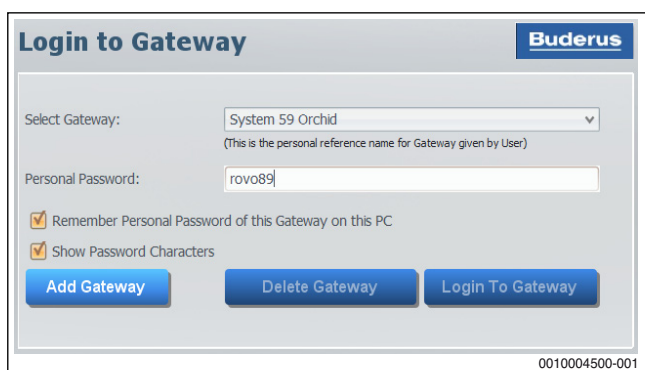 Login to Gateway
Buderus
Select Gateway:
System 59 Orchid
(This is the personal reference name for Gateway given by User)
Personal Password:
rovo89
Remember Personal Password of this Gateway on this PC
Show Password Characters
Add Gateway
Delete Gateway
Login To Gateway
0010004500-001